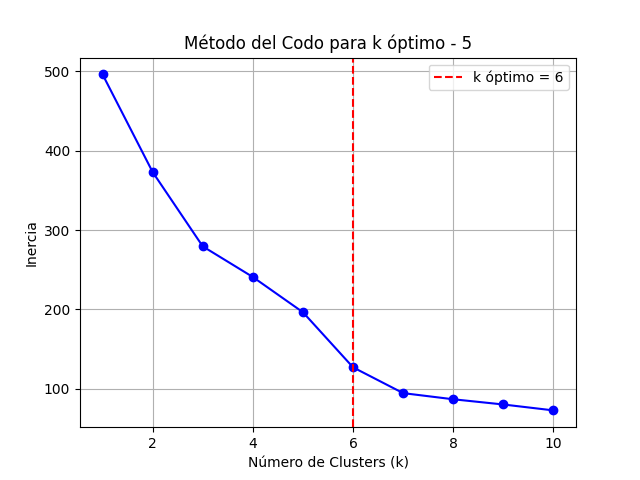 Método del Codo para k óptimo - 5
k óptimo = 6
Inercia
500
400
300
200
100
2 4 6 8 10
Número de Clusters (k)